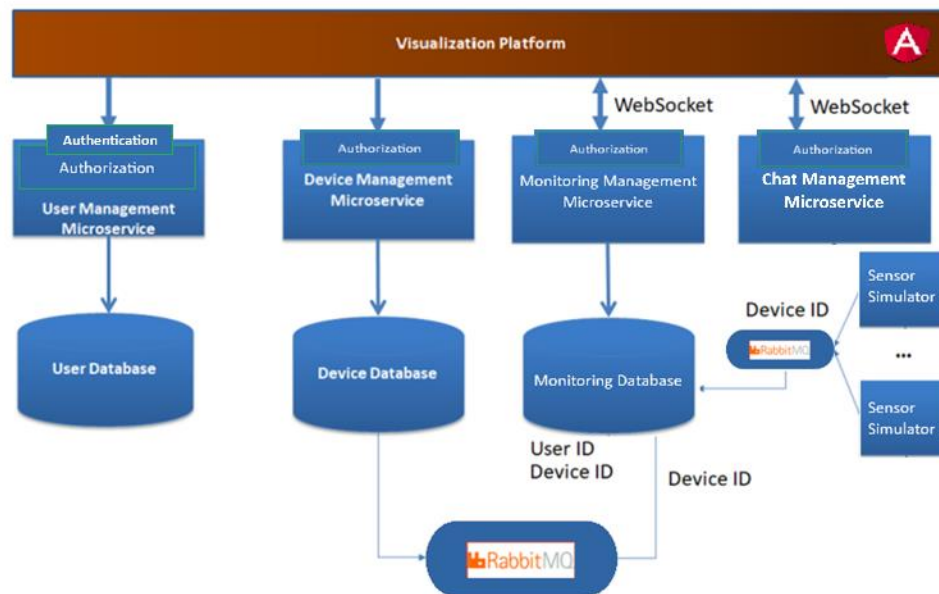 Visualization Platform
A
WebSocket
WebSocket
Authentication
Authorization
User Management
Microservice
Authorization
Device Management
Microservice
Authorization
Monitoring Management
Microservice
Authorization
Chat Management
Microservice
Sensor
Simulator
...
Sensor
Simulator
Device ID
RabbitMQ
User Database
Device Database
Monitoring Database
User ID
Device ID
Device ID
RabbitMQ